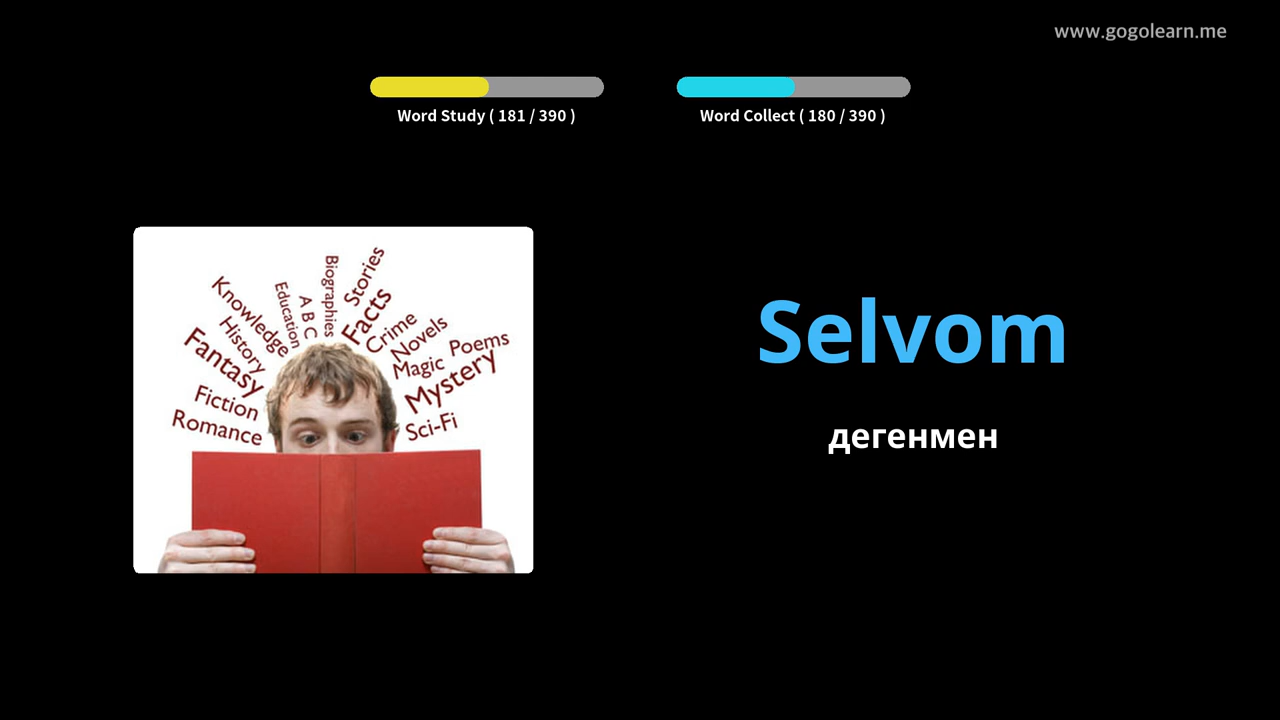 www.gogolearn.me
Word Study ( 181 / 390 )
Word Collect ( 180 / 390 )
Selvom
дегенмен
Stories
Biographies
Education
A B C
Facts
Knowledge
History
Crime
Novels
Poems
Fantasy
Magic
Mystery
Fiction
Romance
Sci-Fi